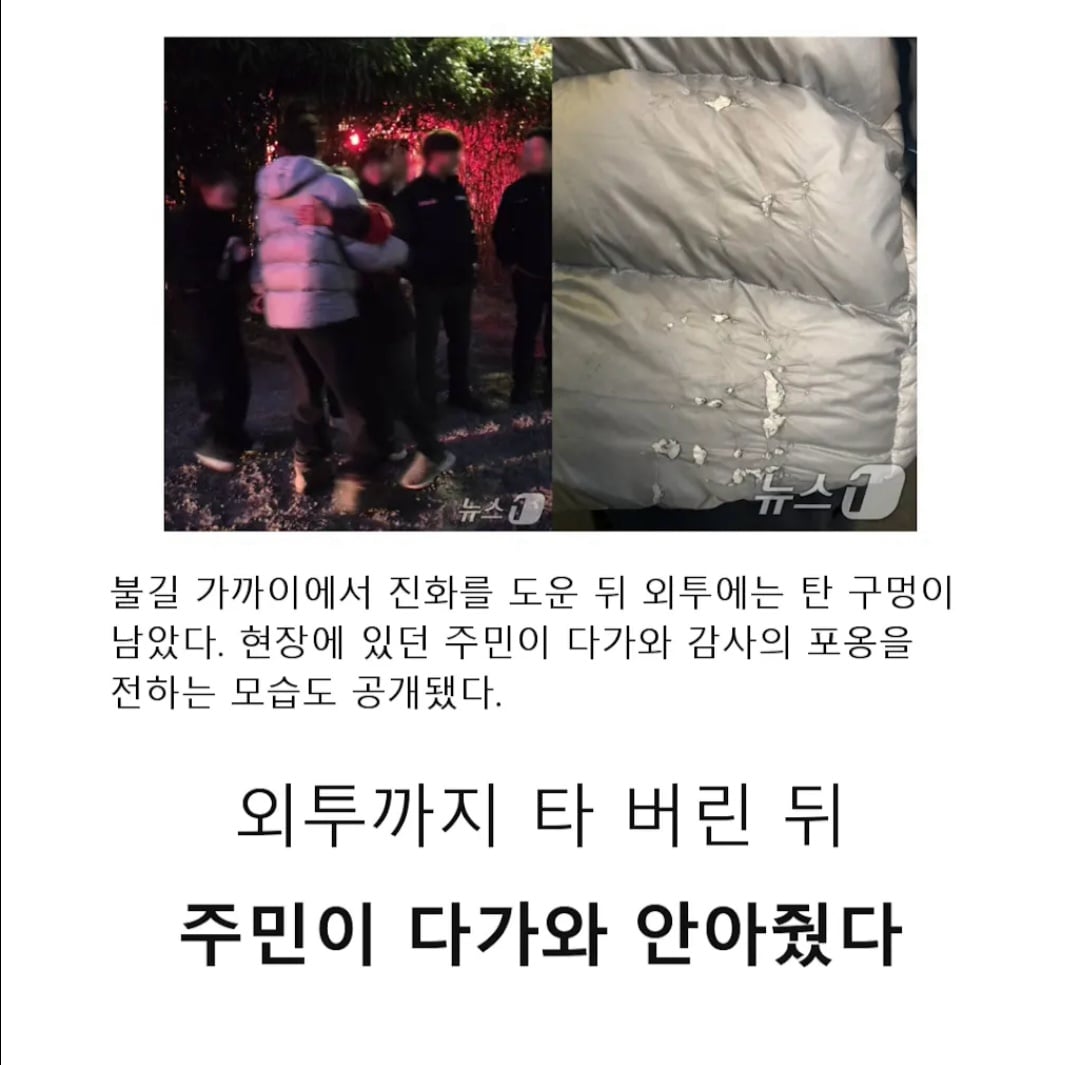 뉴스1
뉴스1
불길 가까이에서 진화를 도운 뒤 외투에는 탄 구멍이
남았다. 현장에 있던 주민이 다가와 감사의 포옹을
전하는 모습도 공개됐다.
외투까지 타 버린 뒤
주민이 다가와 안아줬다